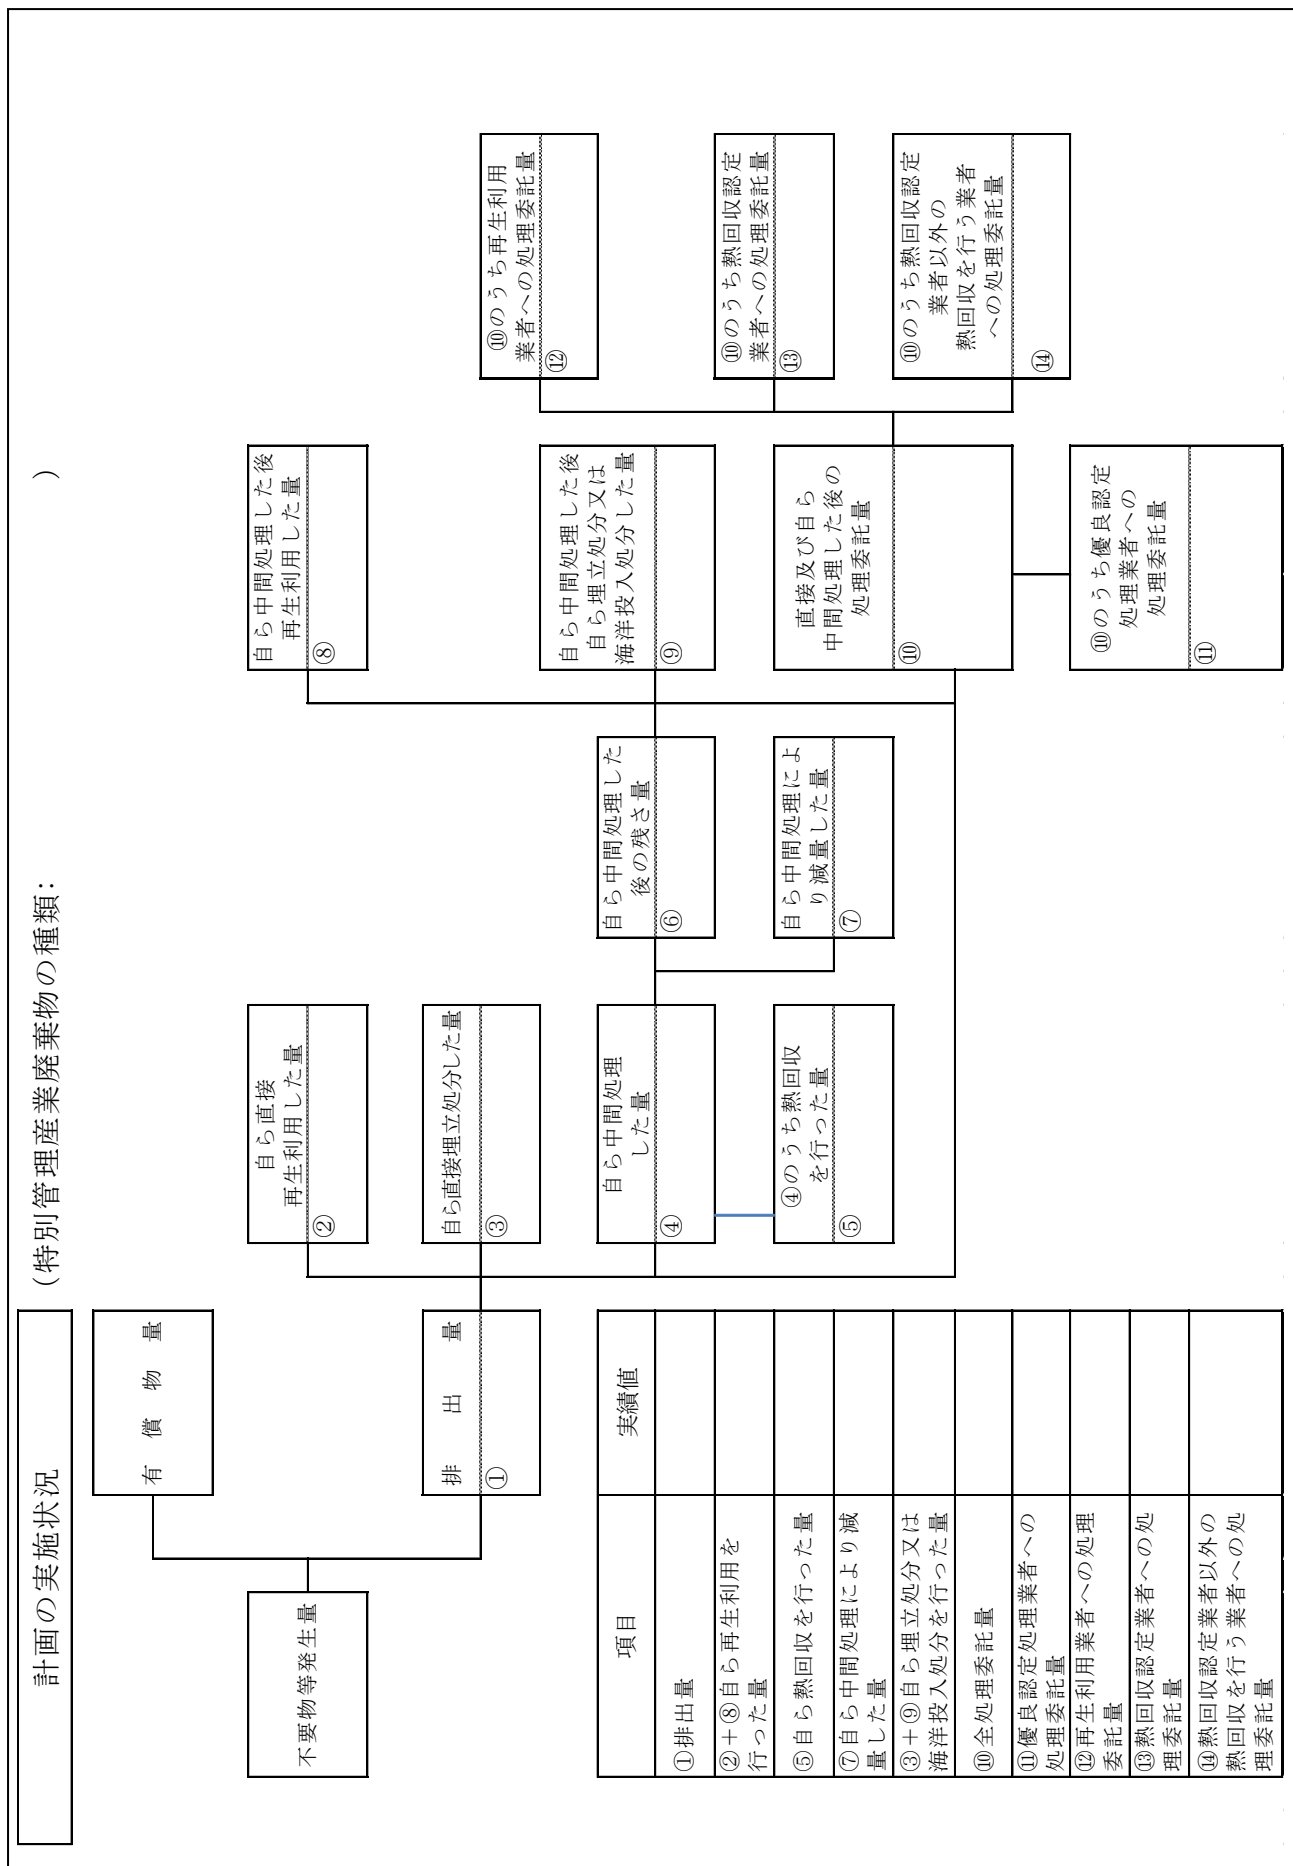 計画の実施状況
(特別管理産業廃棄物の種類:　　　　　　　　)
有償物量
不要物等発生量
排出量
①
自ら直接
再生利用した量
②
自ら直接埋立処分した量
③
自ら中間処理
した量
④
④のうち熱回収
を行った量
⑤
自ら中間処理した
後の残さ量
⑥
自ら中間処理によ
り減量した量
⑦
自ら中間処理した後
再生利用した量
⑧
自ら中間処理した後
自ら埋立処分又は
海洋投入処分した量
⑨
直接及び自ら
中間処理した後の
処理委託量
⑩
⑩のうち優良認定
処理業者への
処理委託量
⑪
⑩のうち再生利用
業者への処理委託量
⑫
⑩のうち熱回収認定
業者への処理委託量
⑬
⑩のうち熱回収認定
業者以外の
熱回収を行う業者
への処理委託量
⑭
項目
実績値
①排出量
②+⑧自ら再生利用を
行った量
⑤自ら熱回収を行った量
⑦自ら中間処理により減
量した量
③+⑨自ら埋立処分又は
海洋投入処分を行った量
⑩全処理委託量
⑪優良認定処理業者への
処理委託量
⑫再生利用業者への処理
委託量
⑬熱回収認定業者への処
理委託量
⑭熱回収認定業者以外の
熱回収を行う業者への処
理委託量